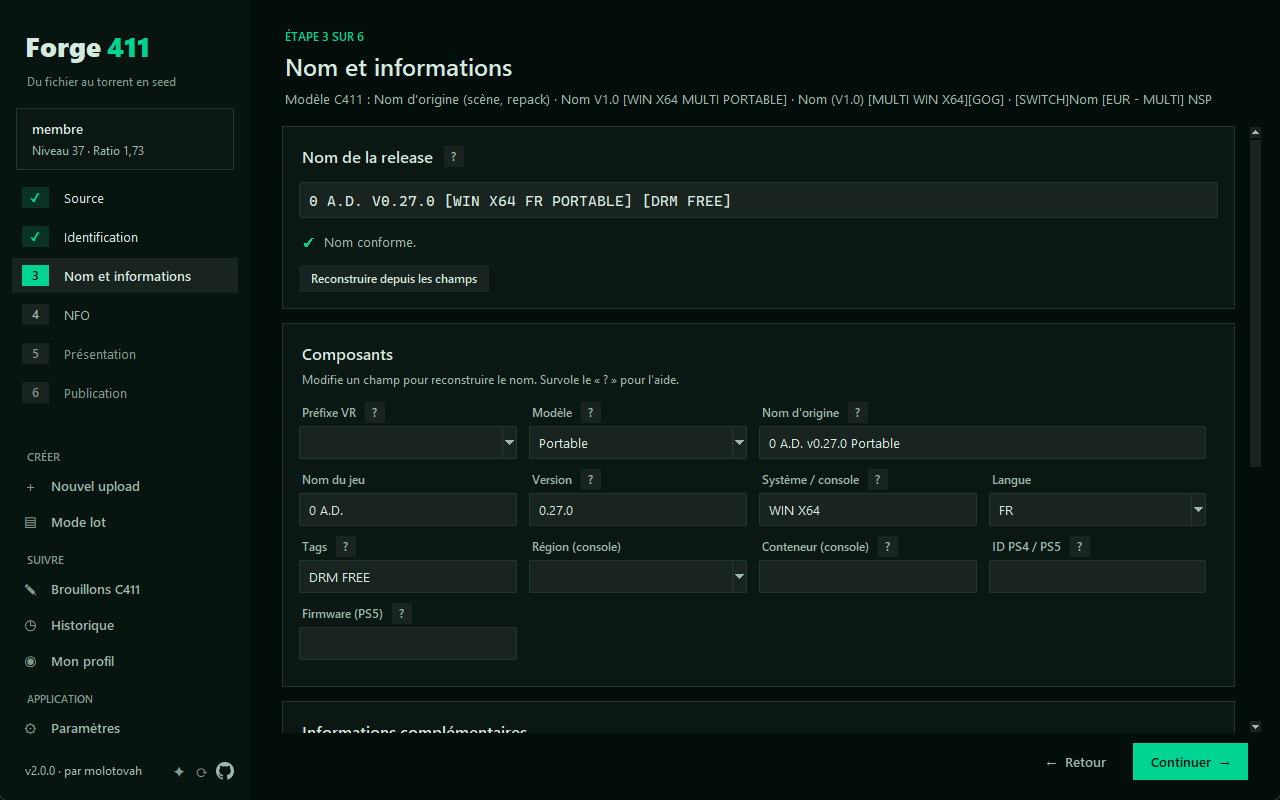 Forge 411
Du fichier au torrent en seed
membre
Niveau 37 · Ratio 1,73
✓ Source
✓ Identification
3 Nom et informations
4 NFO
5 Présentation
6 Publication
CRÉER
+ Nouvel upload
Mode lot
SUIVRE
Brouillons C411
Historique
Mon profil
APPLICATION
Paramètres
v2.0.0 · par molotovah
ÉTAPE 3 SUR 6
Nom et informations
Modèle C411 : Nom d'origine (scène, repack) · Nom V1.0 [WIN X64 MULTI PORTABLE] · Nom (V1.0) [MULTI WIN X64][GOG] · [SWITCH]Nom [EUR - MULTI] NSP
Nom de la release ?
0 A.D. V0.27.0 [WIN X64 FR PORTABLE] [DRM FREE]
✓ Nom conforme.
Reconstruire depuis les champs
Composants
Modifie un champ pour reconstruire le nom. Survole le « ? » pour l'aide.
Préfixe VR ? Modèle ? Nom d'origine ?
Portable 0 A.D. v0.27.0 Portable
Nom du jeu Version ? Système / console ? Langue
0 A.D. 0.27.0 WIN X64 FR
Tags ? Région (console) Conteneur (console) ? ID PS4 / PS5 ?
DRM FREE
Firmware (PS5) ?
Informations complémentaires
← Retour Continuer →